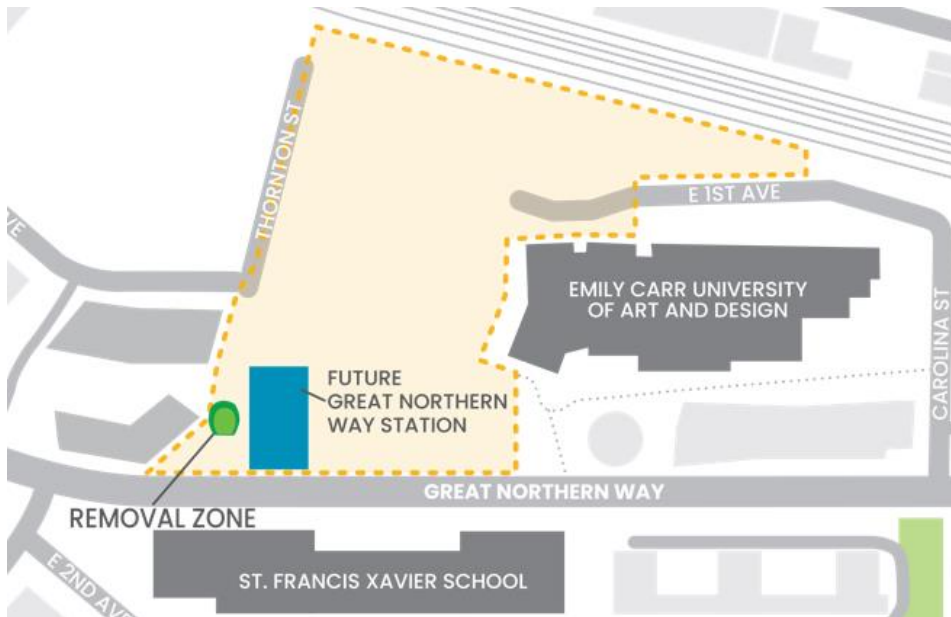 THORNTON ST
E 1ST AVE
AVE
EMILY CARR UNIVERSITY
OF ART AND DESIGN
CAROLINA ST
FUTURE
GREAT NORTHERN
WAY STATION
GREAT NORTHERN WAY
REMOVAL ZONE
E 2ND AVE
ST. FRANCIS XAVIER SCHOOL